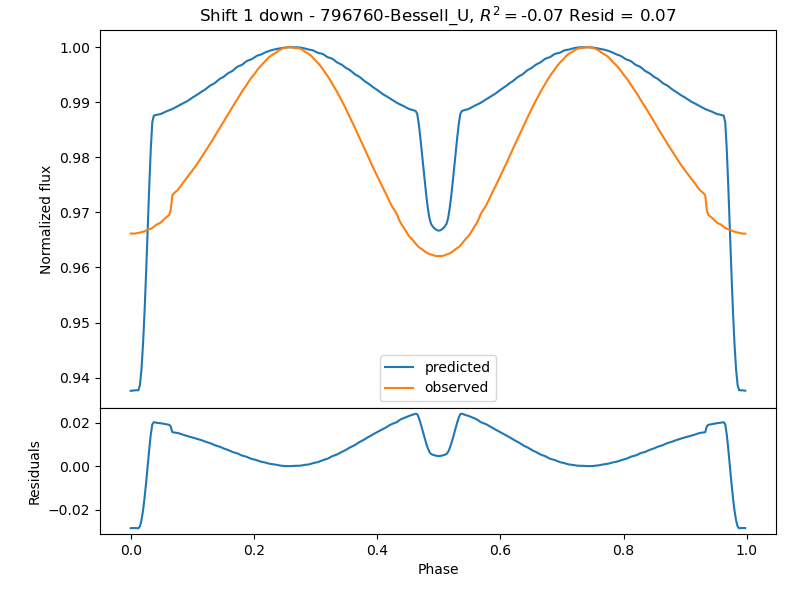 Shift 1 down - 796760-Bessell_U, R² = -0.07 Resid = 0.07
Normalized flux
1.00
0.99
0.98
0.97
0.96
0.95
0.94
predicted
observed
Residuals
0.02
0.00
−0.02
0.0 0.2 0.4 0.6 0.8 1.0
Phase